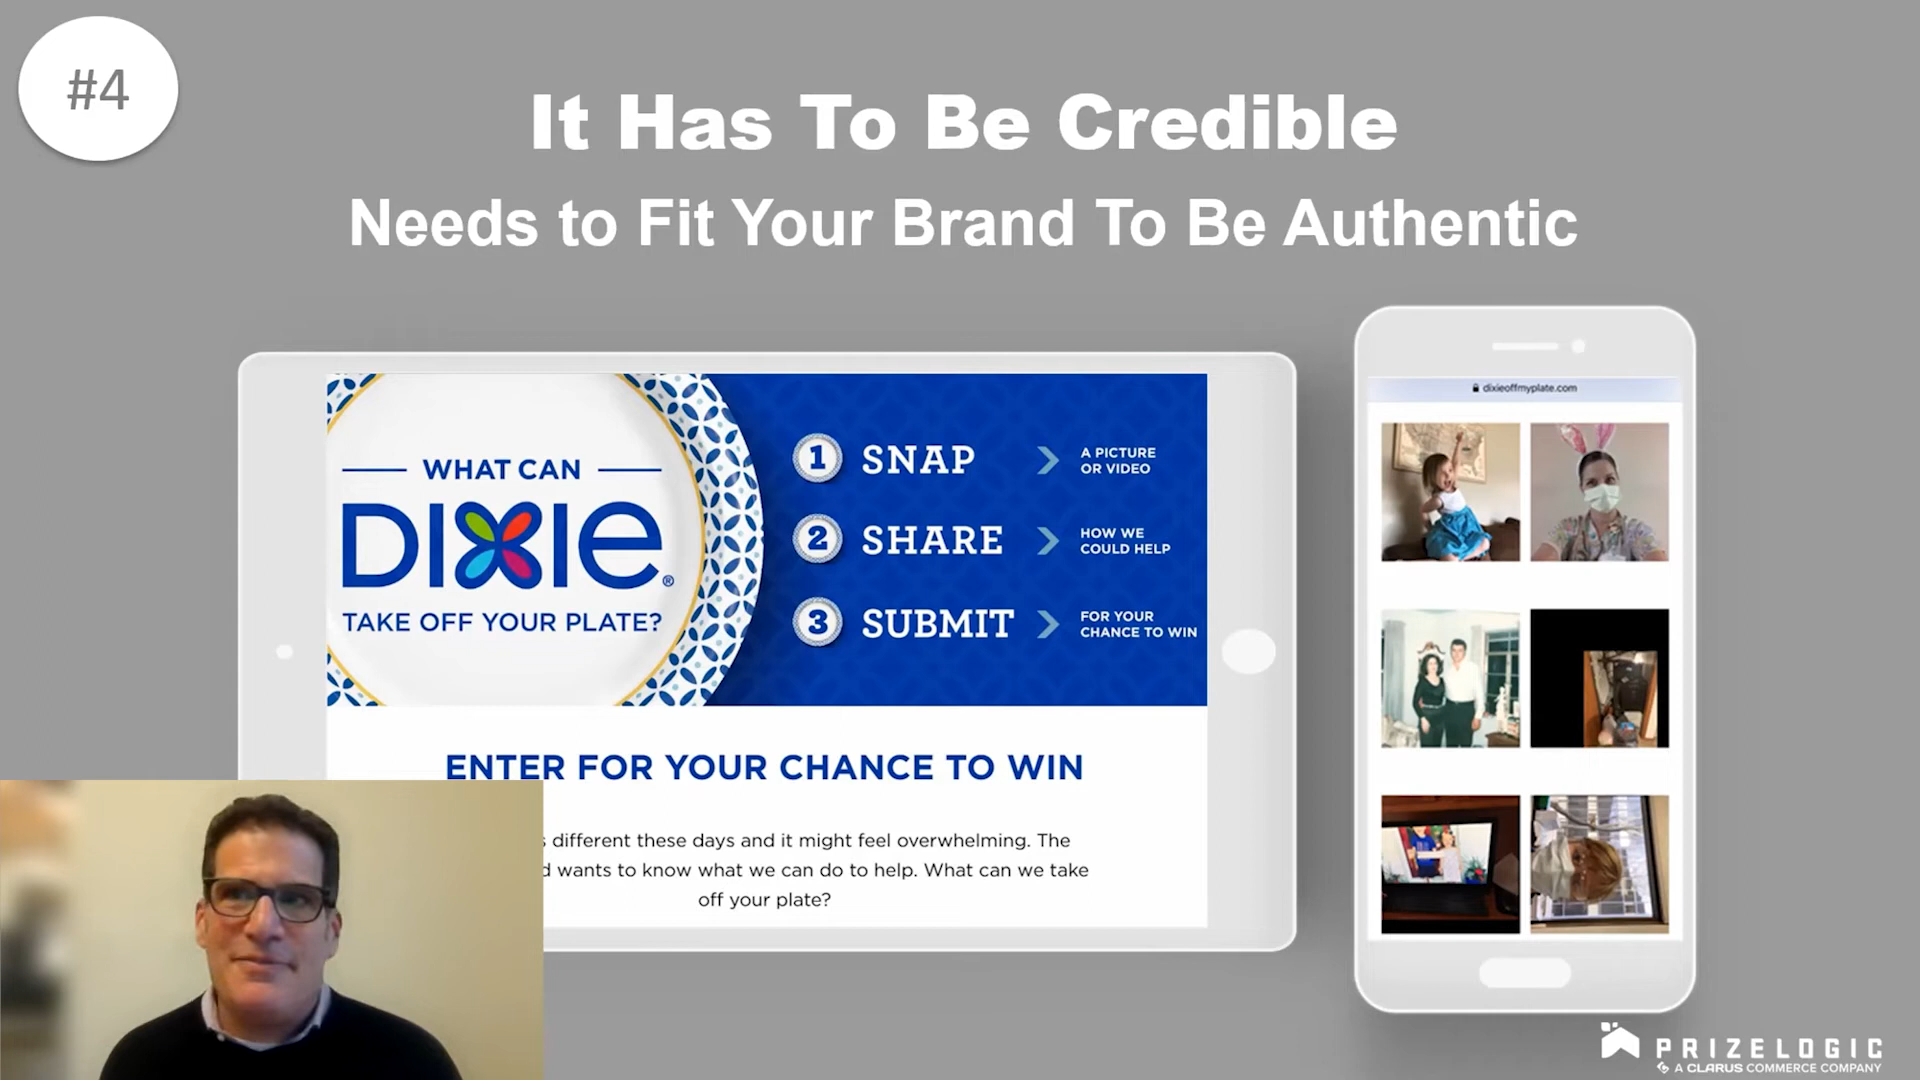 #4
It Has To Be Credible
Needs to Fit Your Brand To Be Authentic
WHAT CAN
DIXIE®
TAKE OFF YOUR PLATE?
1 SNAP > A PICTURE
OR VIDEO
2 SHARE > HOW WE
COULD HELP
3 SUBMIT > FOR YOUR
CHANCE TO WIN
ENTER FOR YOUR CHANCE TO WIN
different these days and it might feel overwhelming. The
wants to know what we can do to help. What can we take
off your plate?
dixieoffmyplate.com
PRIZELOGIC
A CLARUS COMMERCE COMPANY